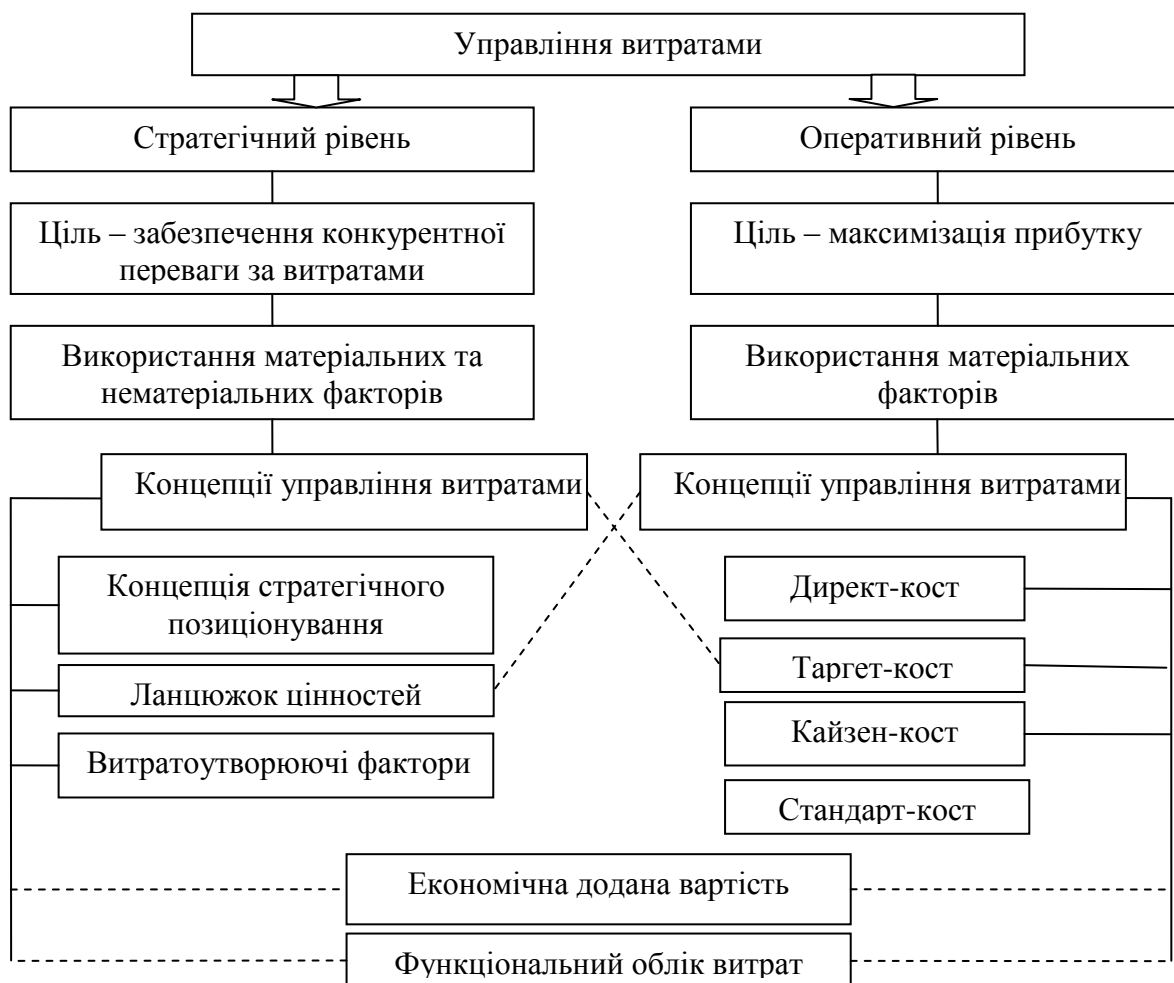 Управління витратами
Стратегічний рівень
Оперативний рівень
Ціль – забезпечення конкурентної
переваги за витратами
Ціль – максимізація прибутку
Використання матеріальних та
нематеріальних факторів
Використання матеріальних
факторів
Концепції управління витратами
Концепції управління витратами
Концепція стратегічного
позиціонування
Ланцюжок цінностей
Витратоутворюючі фактори
Директ-кост
Таргет-кост
Кайзен-кост
Стандарт-кост
Економічна додана вартість
Функціональний облік витрат